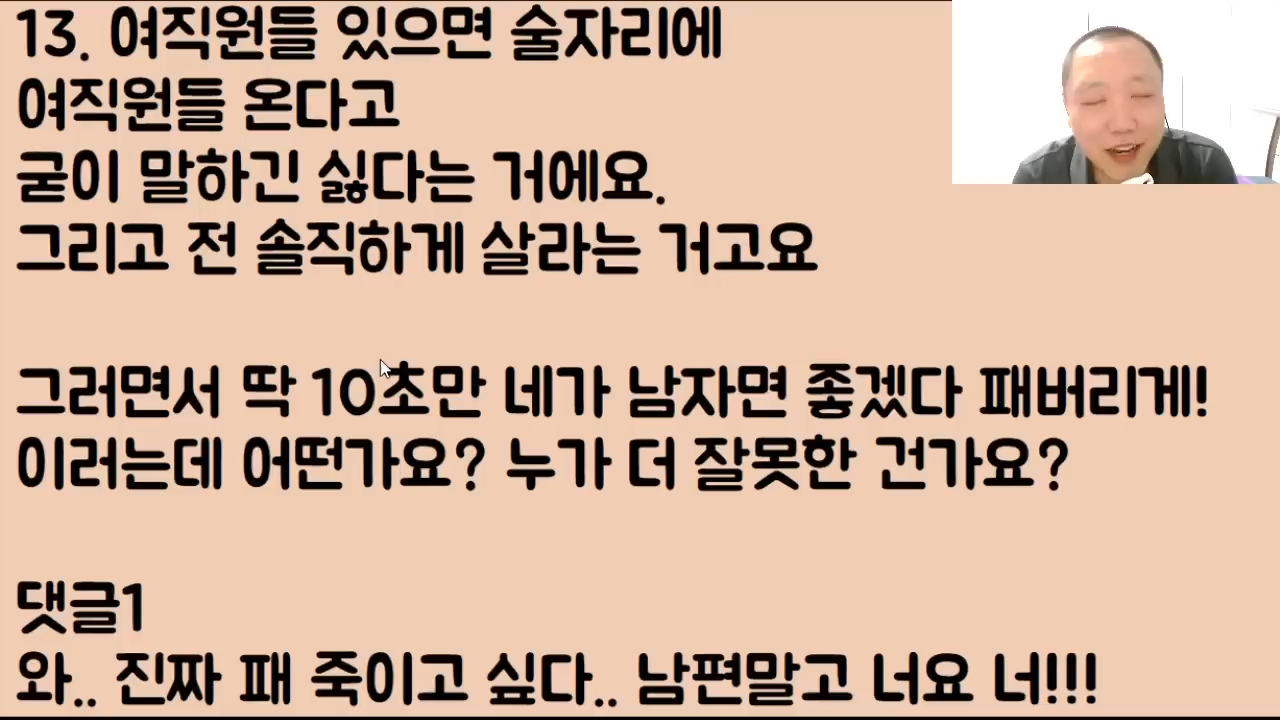 13. 여직원들 있으면 술자리에
여직원들 온다고
굳이 말하긴 싫다는 거에요.
그리고 전 솔직하게 살라는 거고요
그러면서 딱 10초만 네가 남자면 좋겠다 패버리게!
이러는데 어떤가요? 누가 더 잘못한 건가요?
댓글1
와.. 진짜 패 죽이고 싶다.. 남편말고 너요 너!!!